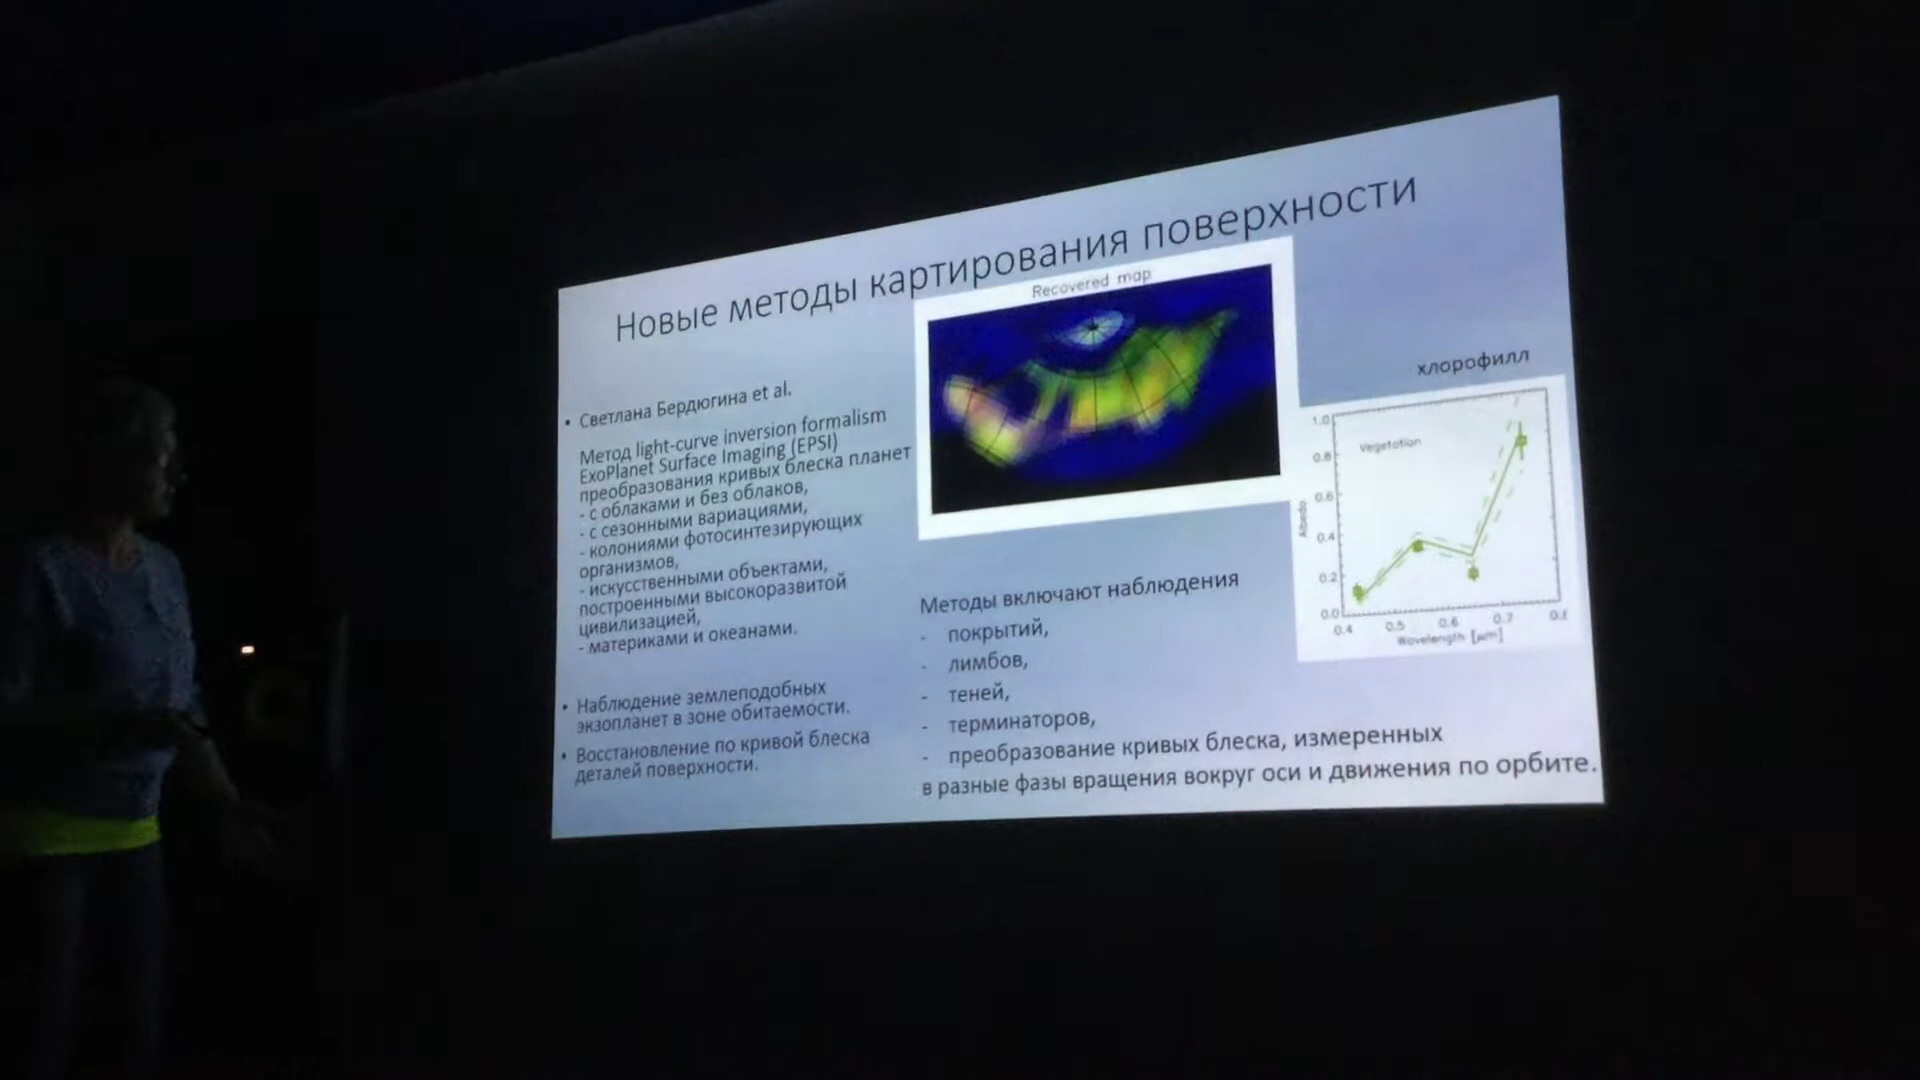 Новые методы картирования поверхности
• Светлана Бердюгина et al.
Метод light-curve inversion formalism
ExoPlanet Surface Imaging (EPSI)
преобразования кривых блеска планет
- с облаками и без облаков,
- с сезонными вариациями,
- колониями фотосинтезирующих
организмов,
- искусственными объектами,
построенными высокоразвитой
цивилизацией,
- материками и океанами.
• Наблюдение землеподобных
экзопланет в зоне обитаемости.
• Восстановление по кривой блеска
деталей поверхности.
Recovered map
Методы включают наблюдения
- покрытий,
- лимбов,
- теней,
- терминаторов,
- преобразование кривых блеска, измеренных
в разные фазы вращения вокруг оси и движения по орбите.
хлорофилл
Vegetation
1.0
0.8
0.6
0.4
0.2
0.0
Albedo
0.4 0.5 0.6 0.7
Wavelength [μm]